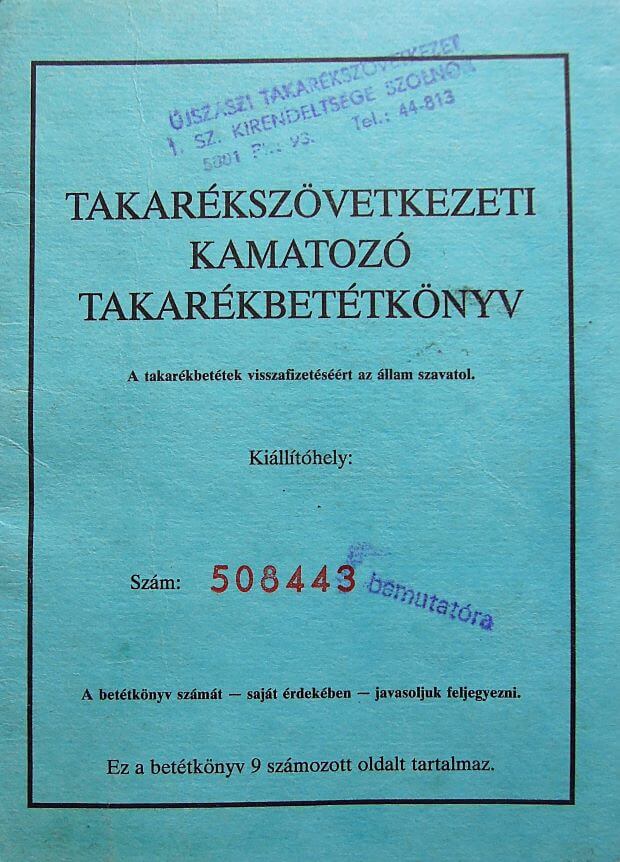 ÚJSZÁSZI TAKARÉKSZÖVETKEZET
1. SZ. KIRENDELTSÉGE SZOLNOK
5001 Pf.: 93. Tel.: 44-813
TAKARÉKSZÖVETKEZETI
KAMATOZÓ
TAKARÉKBETÉTKÖNYV
A takarékbetétek visszafizetéséért az állam szavatol.
Kiállítóhely:
Szám: 508443 bemutatóra
A betétkönyv számát — saját érdekében — javasoljuk feljegyezni.
Ez a betétkönyv 9 számozott oldalt tartalmaz.